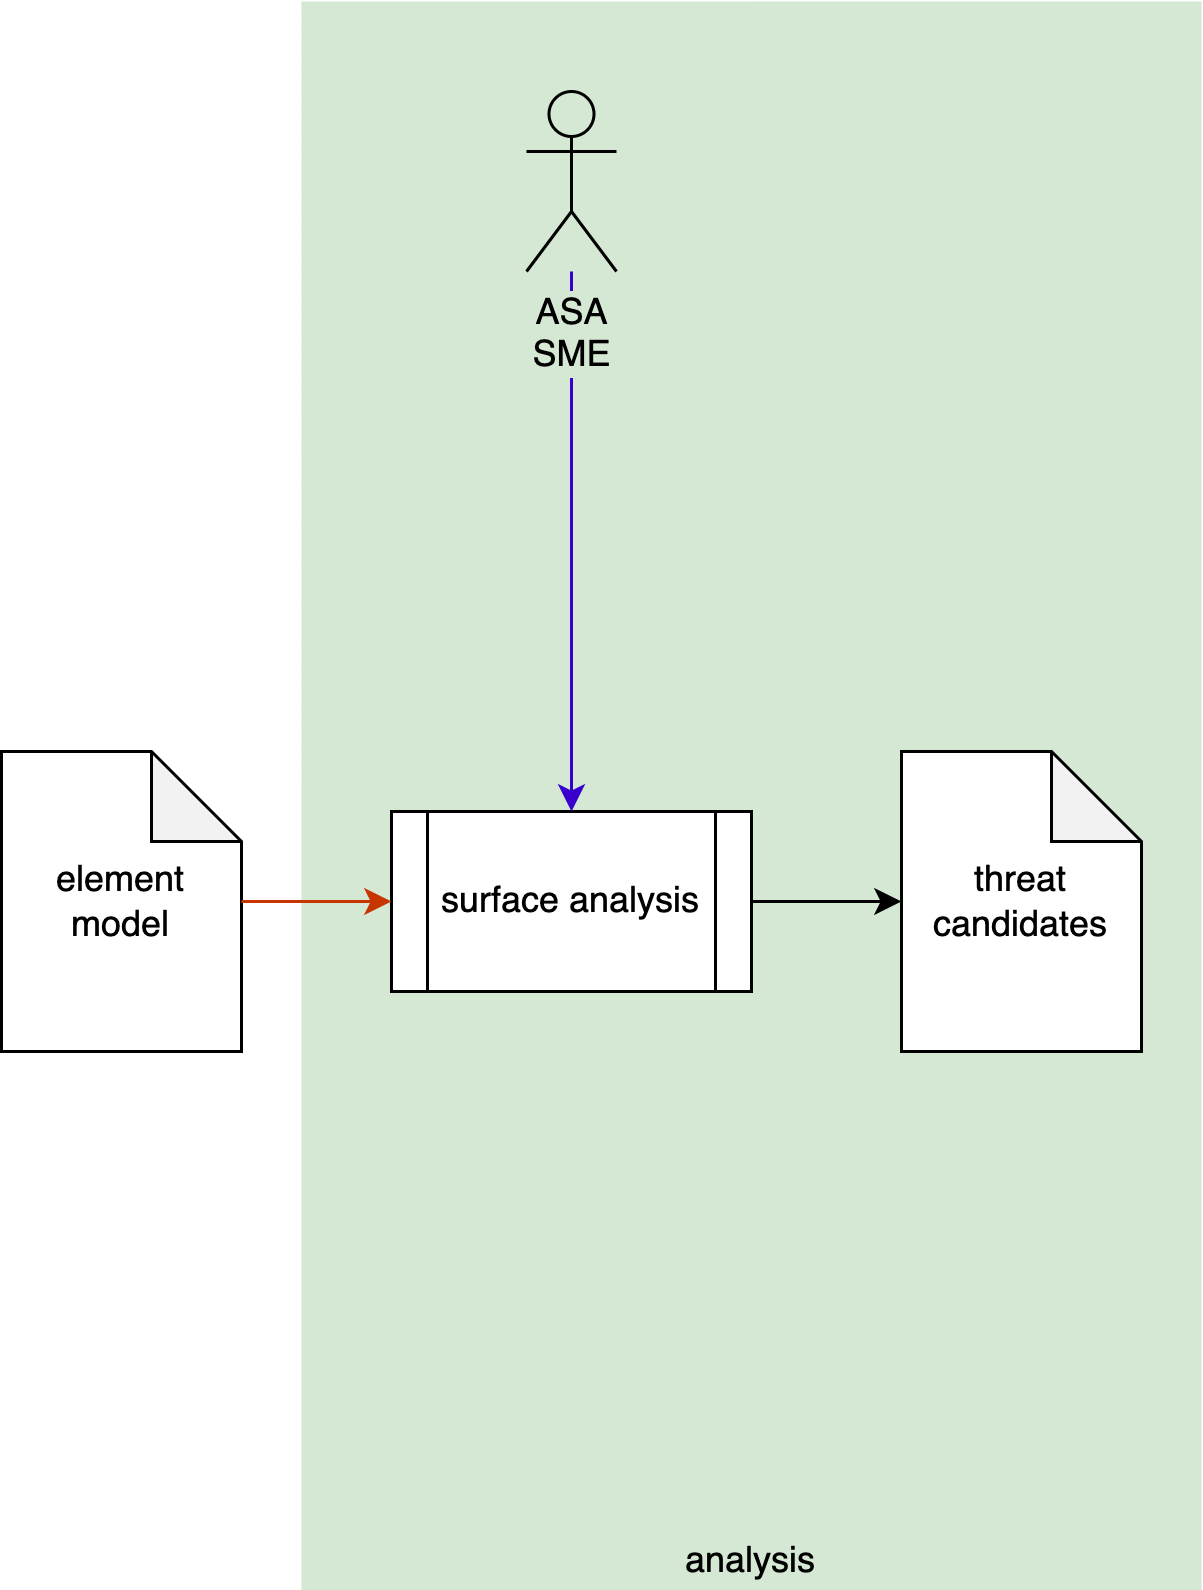 ASA
SME
element
model
surface analysis
threat
candidates
analysis